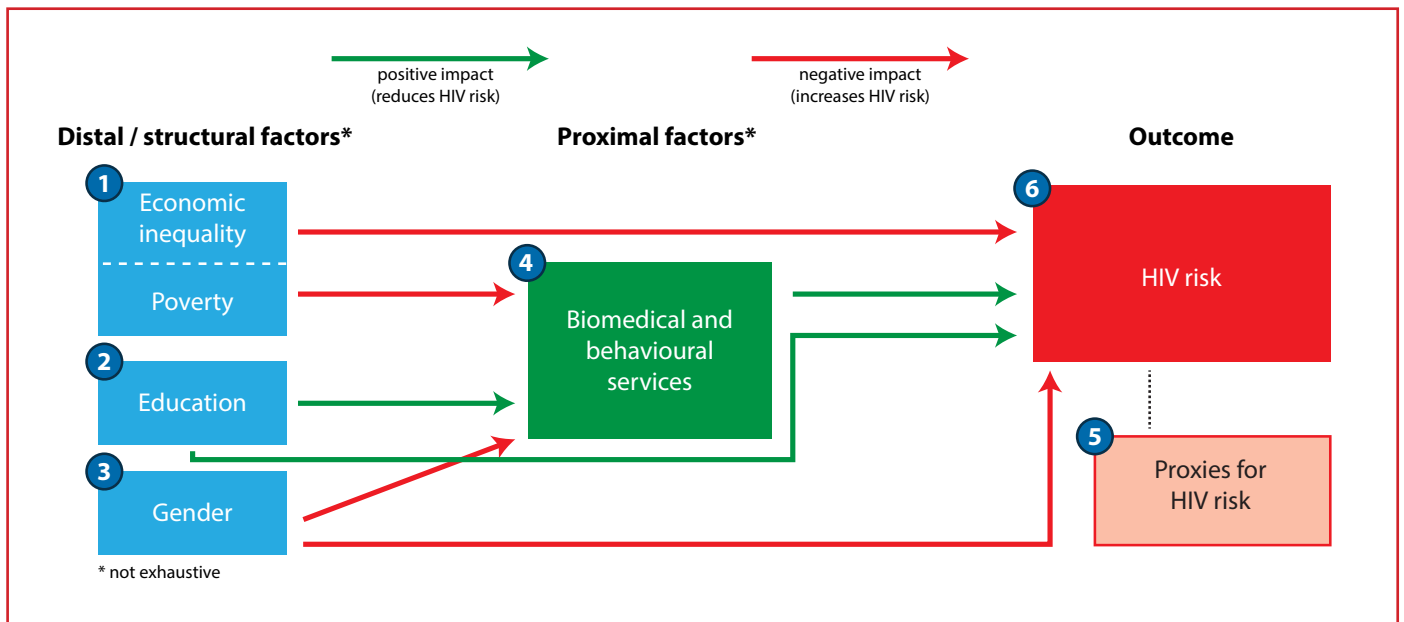 positive impact
(reduces HIV risk)
negative impact
(increases HIV risk)
Distal / structural factors*
Proximal factors*
Outcome
1
Economic
inequality
Poverty
2
Education
3
Gender
* not exhaustive
4
Biomedical and
behavioural
services
6
HIV risk
5
Proxies for
HIV risk